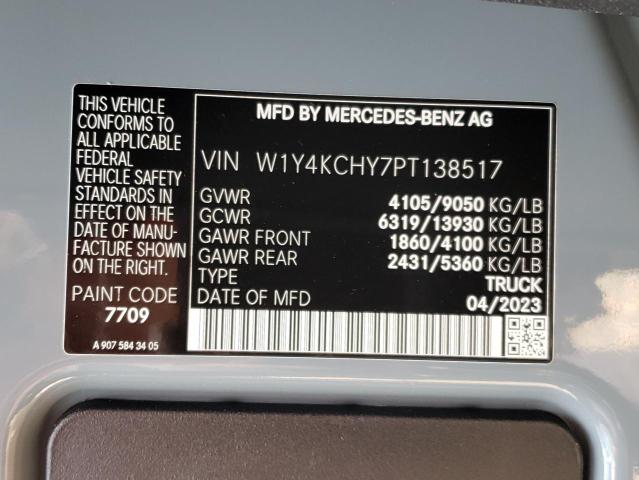 THIS VEHICLE
CONFORMS TO
ALL APPLICABLE
FEDERAL
VEHICLE SAFETY
STANDARDS IN
EFFECT ON THE
DATE OF MANU-
FACTURE SHOWN
ON THE RIGHT.
PAINT CODE
7709
A 907 584 34 05
MFD BY MERCEDES-BENZ AG
VIN W1Y4KCHY7PT138517
GVWR 4105/9050 KG/LB
GCWR 6319/13930 KG/LB
GAWR FRONT 1860/4100 KG/LB
GAWR REAR 2431/5360 KG/LB
TYPE TRUCK
DATE OF MFD 04/2023